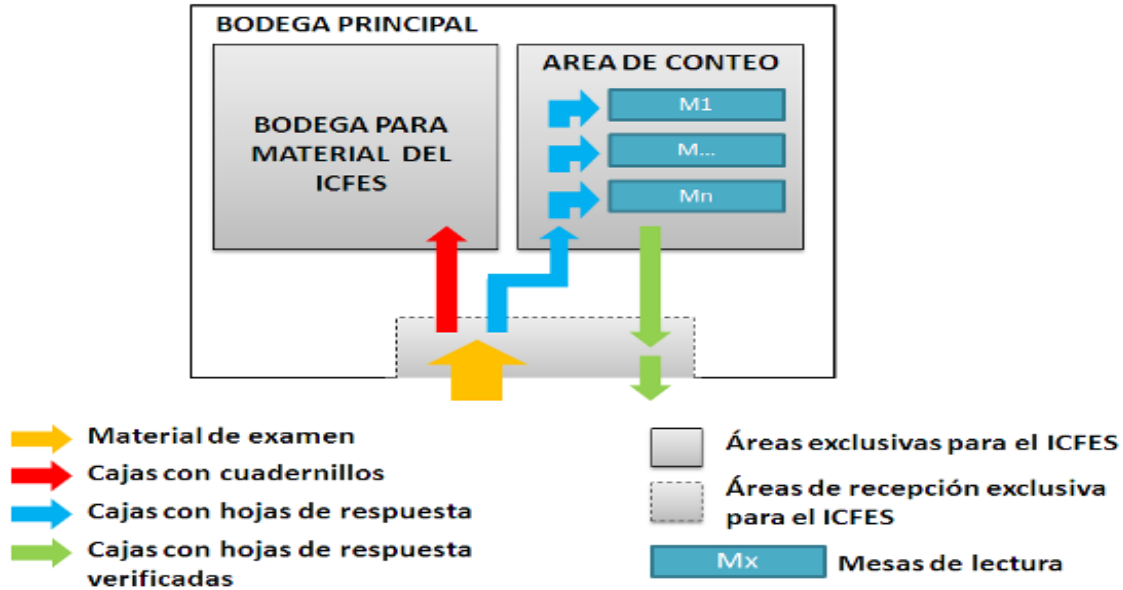 BODEGA PRINCIPAL
BODEGA PARA
MATERIAL DEL
ICFES
AREA DE CONTEO
M1
M...
Mn
Material de examen
Cajas con cuadernillos
Cajas con hojas de respuesta
Cajas con hojas de respuesta
verificadas
Áreas exclusivas para el ICFES
Áreas de recepción exclusiva
para el ICFES
Mx
Mesas de lectura